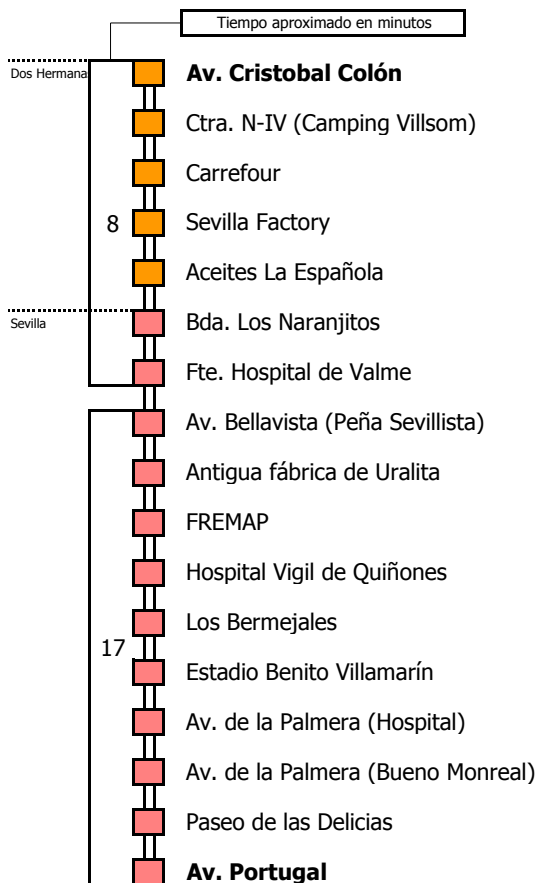 Tiempo aproximado en minutos
Dos Hermana
Av. Cristobal Colón
Ctra. N-IV (Camping Villsom)
Carrefour
8
Sevilla Factory
Aceites La Española
Sevilla
Bda. Los Naranjitos
Fte. Hospital de Valme
Av. Bellavista (Peña Sevillista)
Antigua fábrica de Uralita
FREMAP
Hospital Vigil de Quiñones
Los Bermejales
17
Estadio Benito Villamarín
Av. de la Palmera (Hospital)
Av. de la Palmera (Bueno Monreal)
Paseo de las Delicias
Av. Portugal